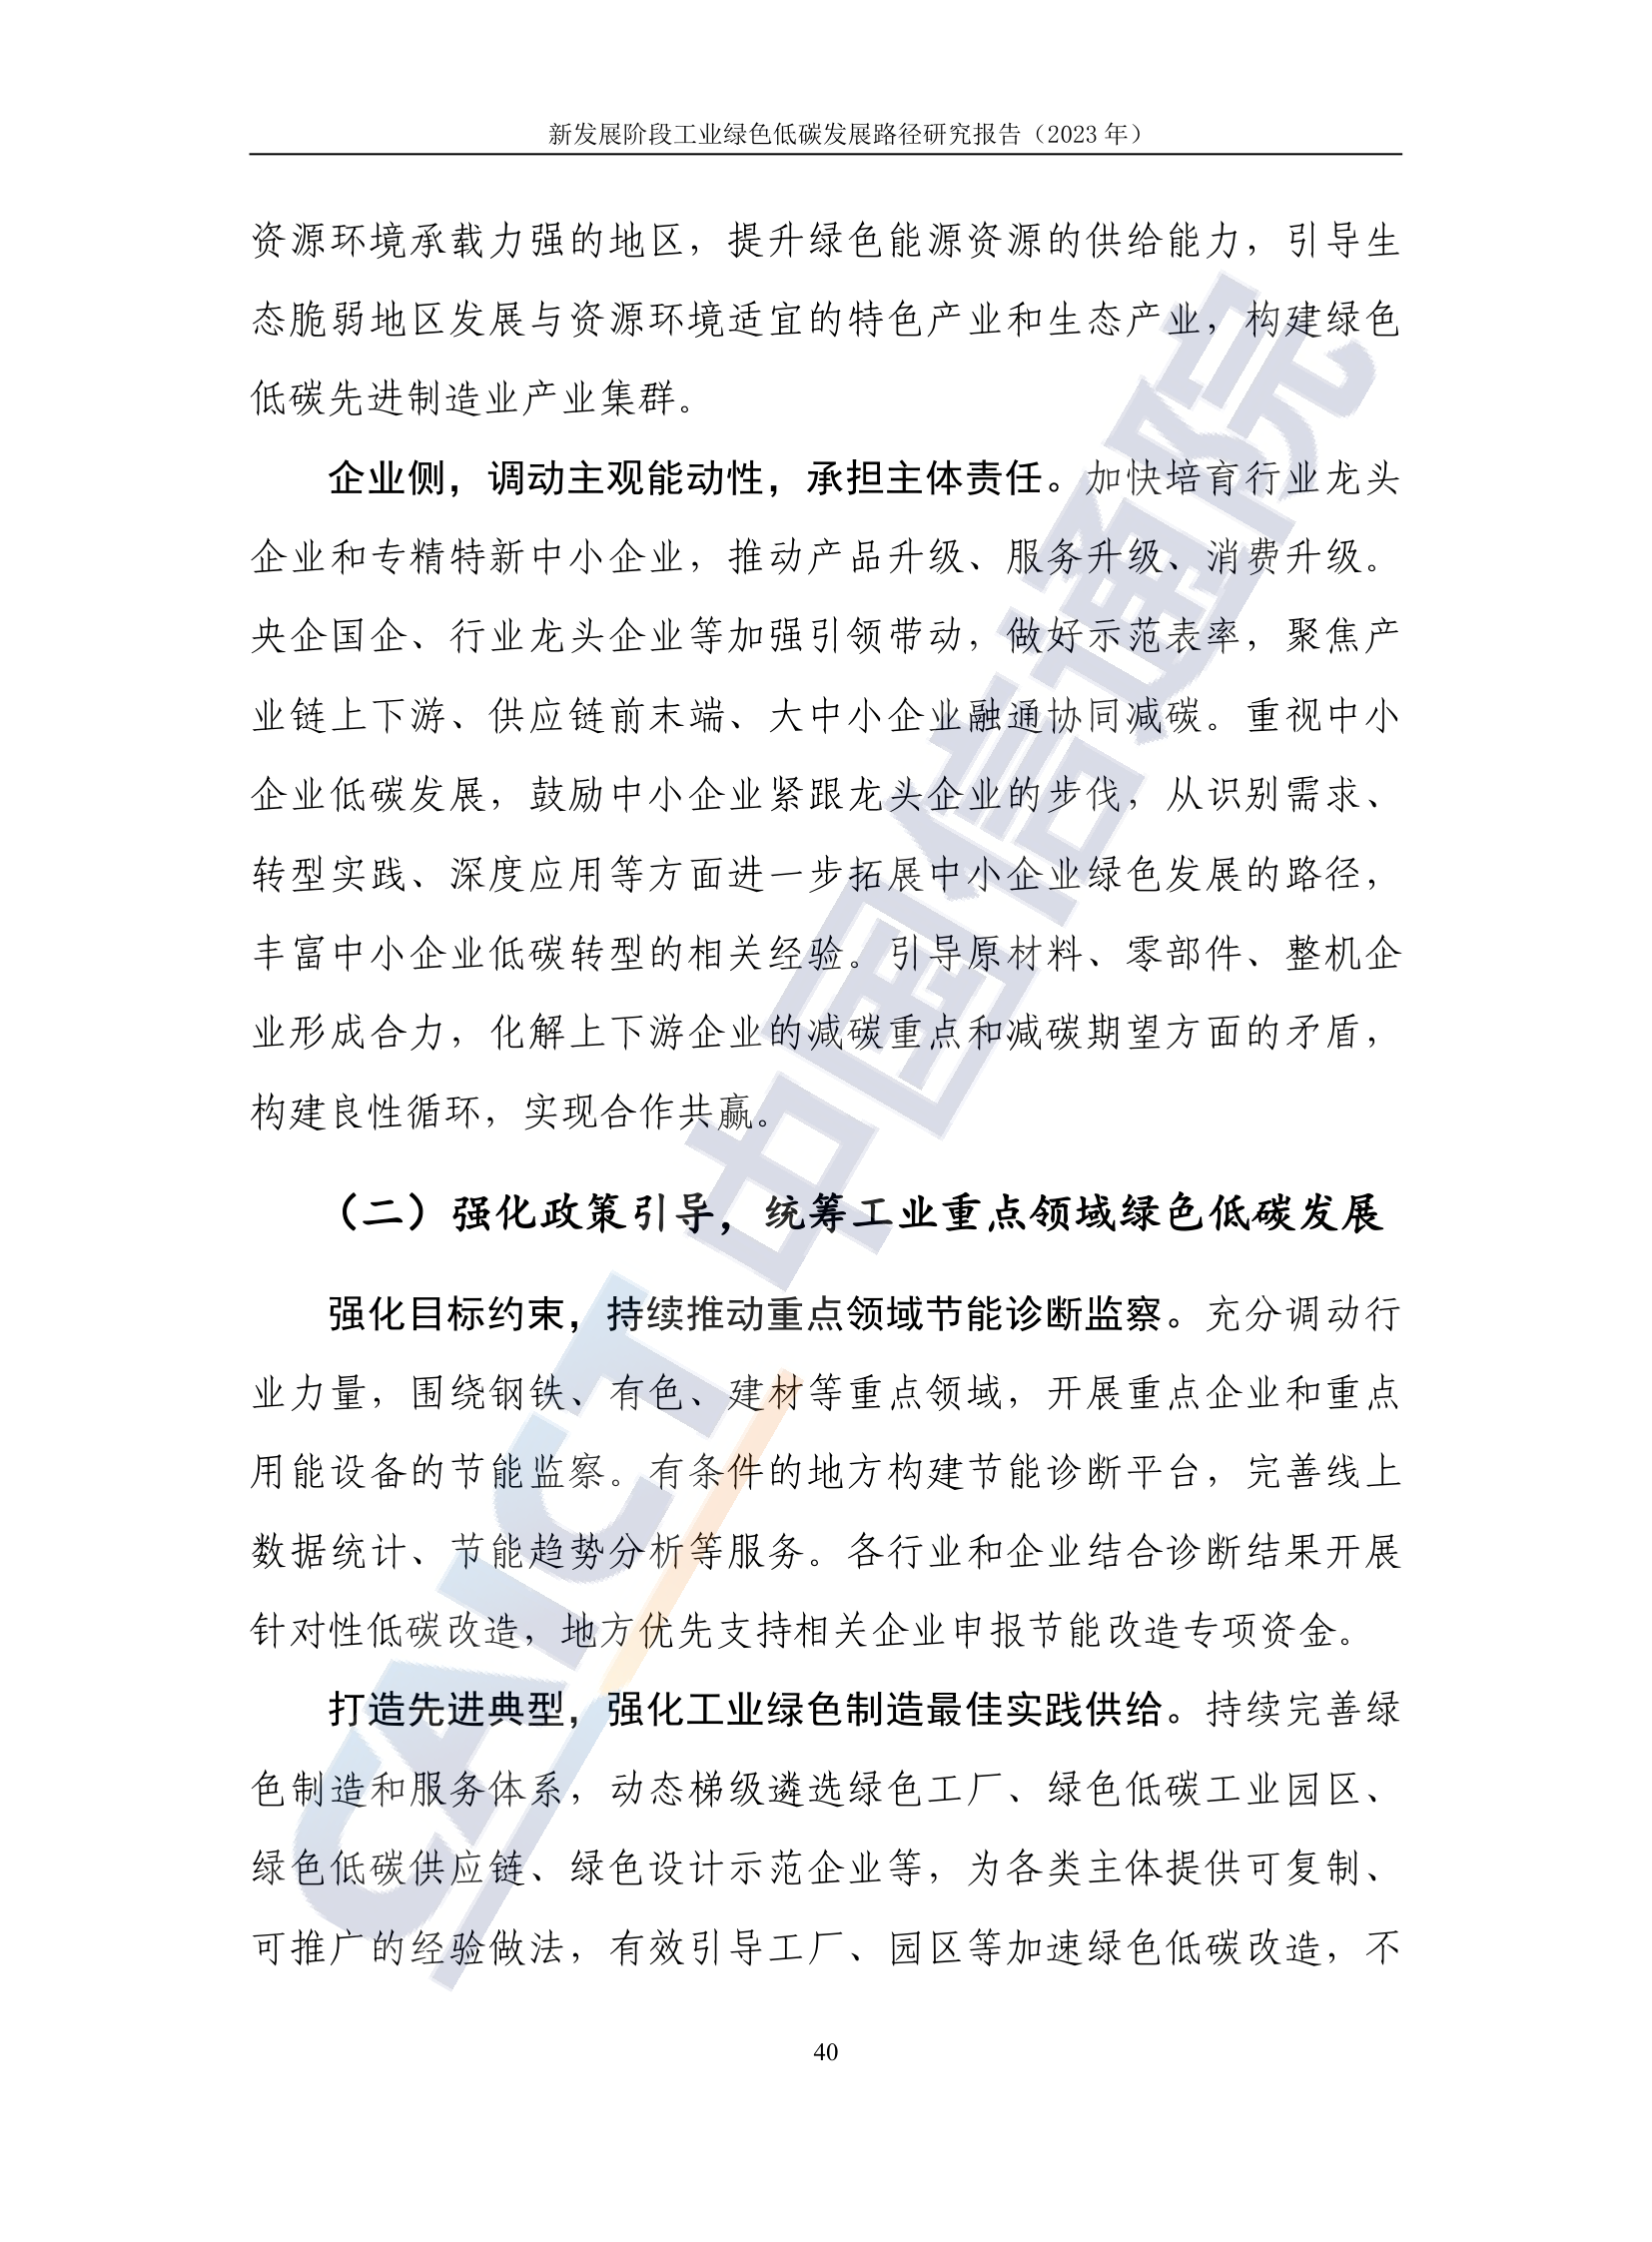 新发展阶段工业绿色低碳发展路径研究报告（2023 年）
资源环境承载力强的地区，提升绿色能源资源的供给能力，引导生
态脆弱地区发展与资源环境适宜的特色产业和生态产业，构建绿色
低碳先进制造业产业集群。
企业侧，调动主观能动性，承担主体责任。加快培育行业龙头
企业和专精特新中小企业，推动产品升级、服务升级、消费升级。
央企国企、行业龙头企业等加强引领带动，做好示范表率，聚焦产
业链上下游、供应链前末端、大中小企业融通协同减碳。重视中小
企业低碳发展，鼓励中小企业紧跟龙头企业的步伐，从识别需求、
转型实践、深度应用等方面进一步拓展中小企业绿色发展的路径，
丰富中小企业低碳转型的相关经验。引导原材料、零部件、整机企
业形成合力，化解上下游企业的减碳重点和减碳期望方面的矛盾，
构建良性循环，实现合作共赢。
（二）强化政策引导，统筹工业重点领域绿色低碳发展
强化目标约束，持续推动重点领域节能诊断监察。充分调动行
业力量，围绕钢铁、有色、建材等重点领域，开展重点企业和重点
用能设备的节能监察。有条件的地方构建节能诊断平台，完善线上
数据统计、节能趋势分析等服务。各行业和企业结合诊断结果开展
针对性低碳改造，地方优先支持相关企业申报节能改造专项资金。
打造先进典型，强化工业绿色制造最佳实践供给。持续完善绿
色制造和服务体系，动态梯级遴选绿色工厂、绿色低碳工业园区、
绿色低碳供应链、绿色设计示范企业等，为各类主体提供可复制、
可推广的经验做法，有效引导工厂、园区等加速绿色低碳改造，不
40
CAICT 中国信通院